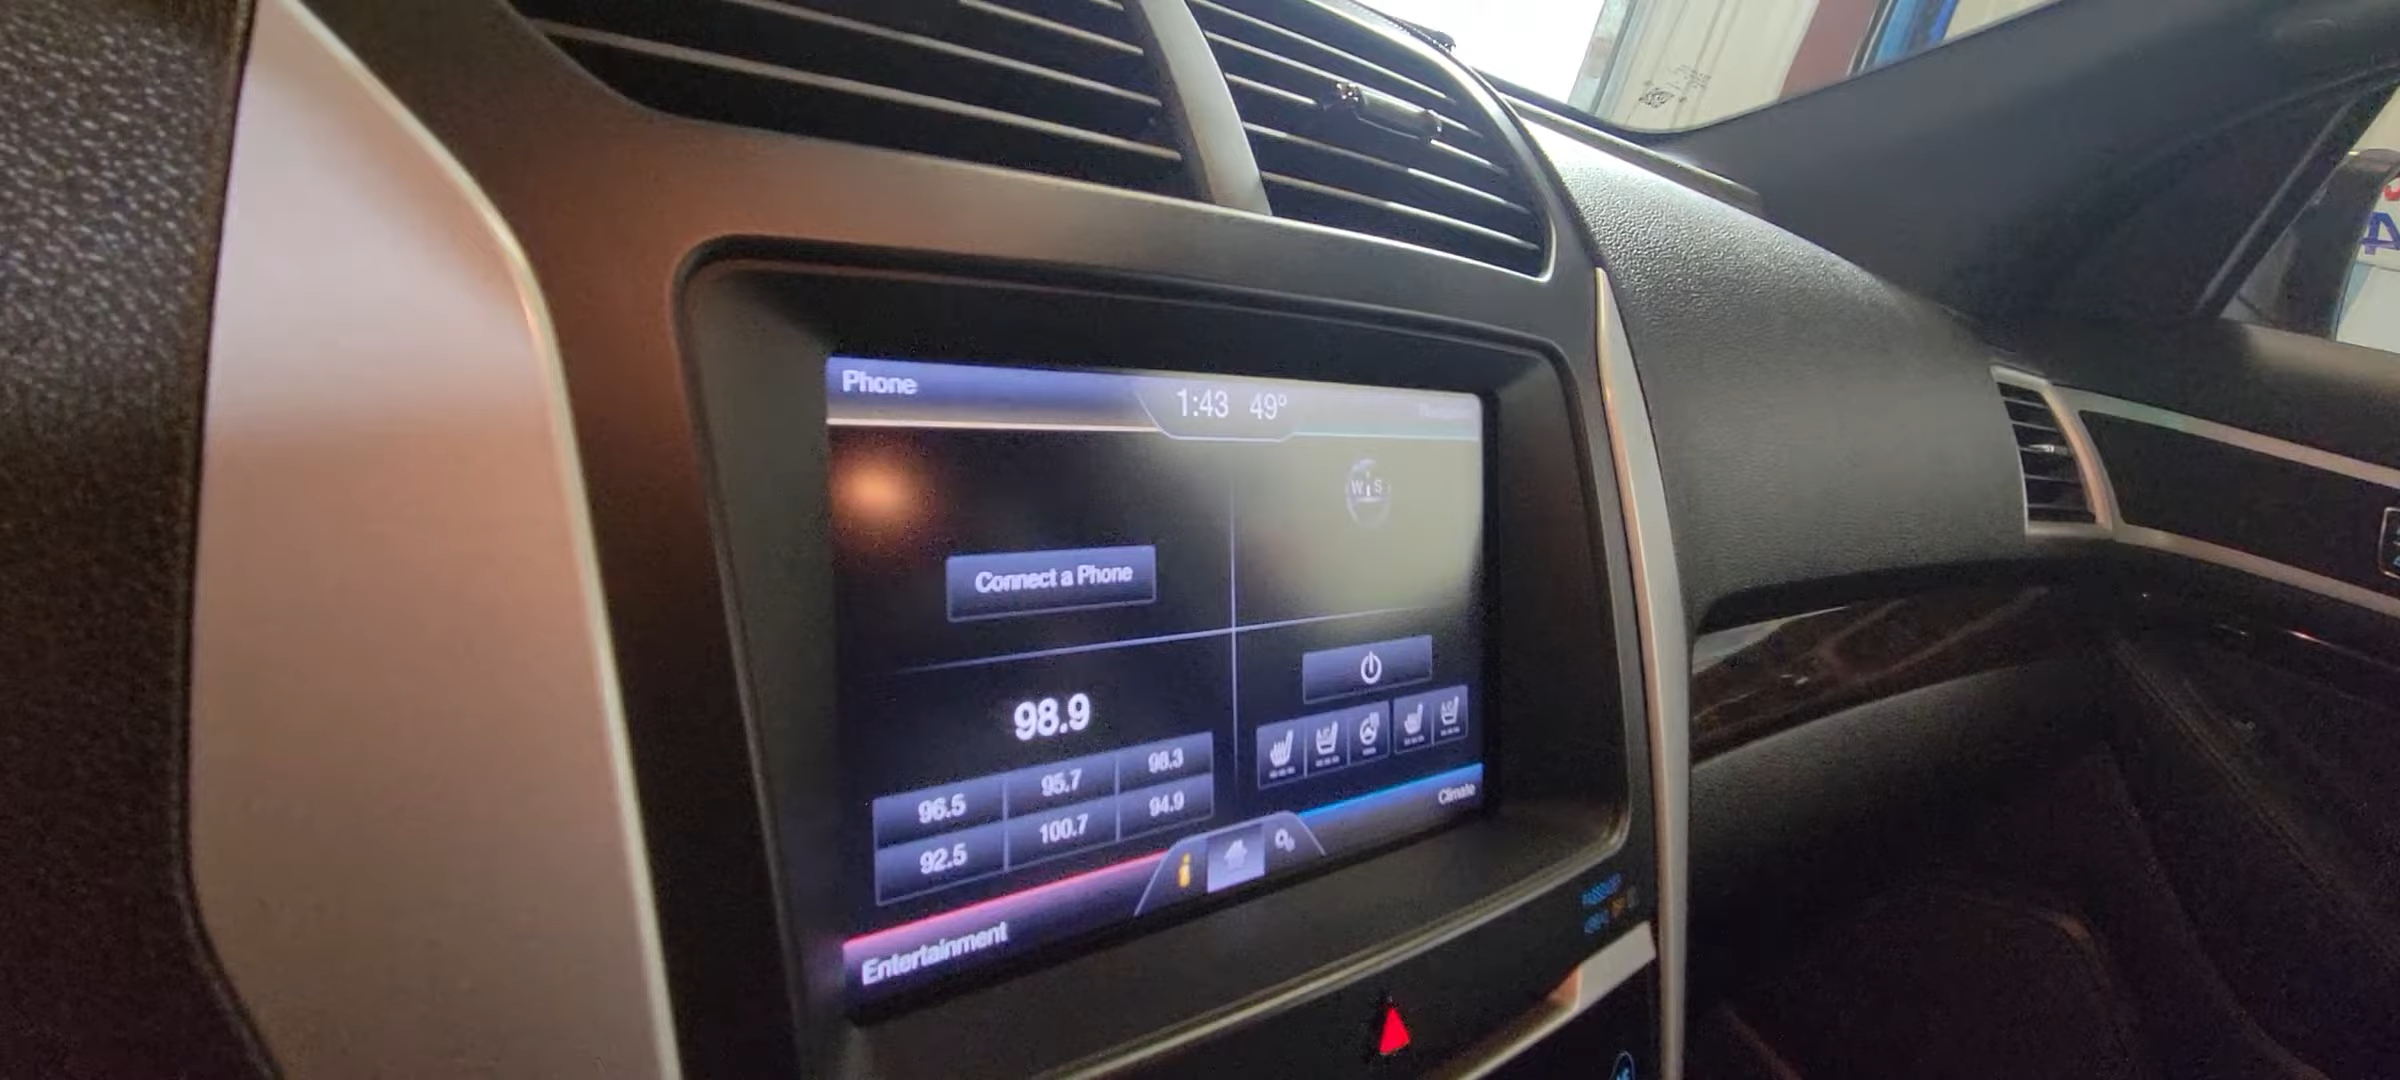 Phone
1:43 49°
W S
Connect a Phone
98.9
96.5 95.7 98.3
92.5 100.7 94.9
Climate
i
Entertainment